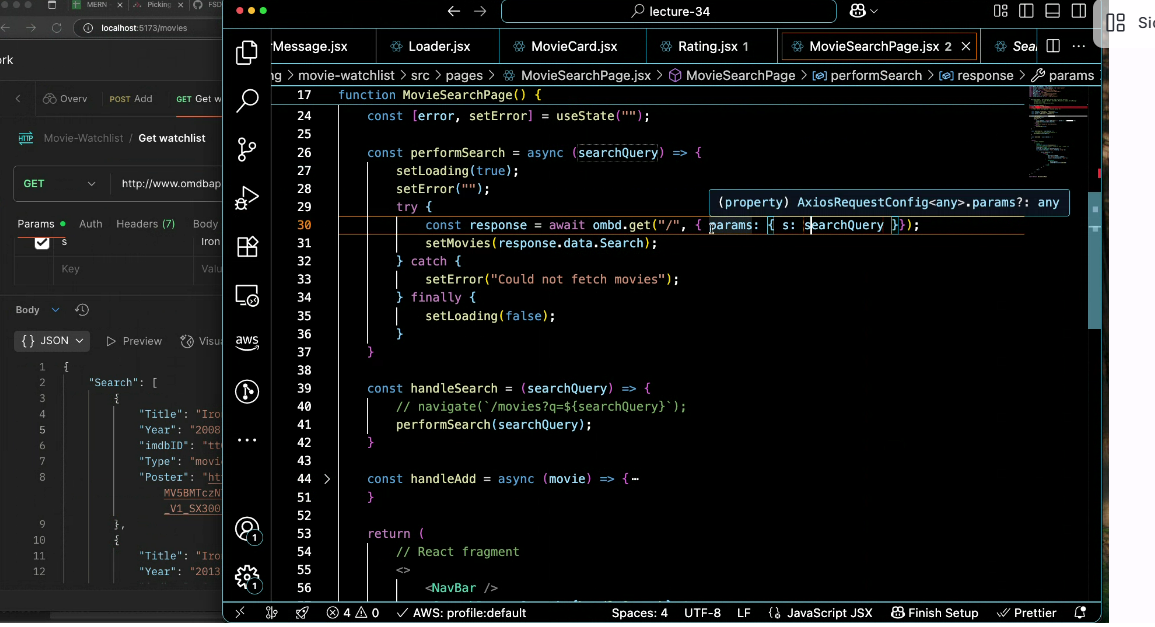 MERN
Picking
FSD
localhost:5173/movies
rk
Overv
POST Add
GET Get w
Movie-Watchlist / Get watchlist
GET
http://www.omdbap
Params
Auth
Headers (7)
Body
s
Iron
Key
Valu
Body
{} JSON
Preview
Visua
1 {
2 "Search": [
3 {
4 "Title": "Iro
5 "Year": "2008
6 "imdbID": "tt
7 "Type": "movi
8 "Poster": "ht
MV5BMTczN
_V1_SX300
9 },
10 {
11 "Title": "Iro
12 "Year": "2013
lecture-34
Sid
Message.jsx
Loader.jsx
MovieCard.jsx
Rating.jsx 1
MovieSearchPage.jsx 2
Sea
ng > movie-watchlist > src > pages > MovieSearchPage.jsx > MovieSearchPage > performSearch > response > params
17 function MovieSearchPage() {
24 const [error, setError] = useState("");
25
26 const performSearch = async (searchQuery) => {
27 setLoading(true);
28 setError("");
29 try {
(property) AxiosRequestConfig<any>.params?: any
30 const response = await ombd.get("/", { params: { s: searchQuery }});
31 setMovies(response.data.Search);
32 } catch {
33 setError("Could not fetch movies");
34 } finally {
35 setLoading(false);
36 }
37 }
38
39 const handleSearch = (searchQuery) => {
40 // navigate(`/movies?q=${searchQuery}`);
41 performSearch(searchQuery);
42 }
43
44 const handleAdd = async (movie) => {…
51 }
52
53 return (
54 // React fragment
55 <>
56 <NavBar />
aws
1
1
4 0
AWS: profile:default
Spaces: 4
UTF-8
LF
{} JavaScript JSX
Finish Setup
Prettier